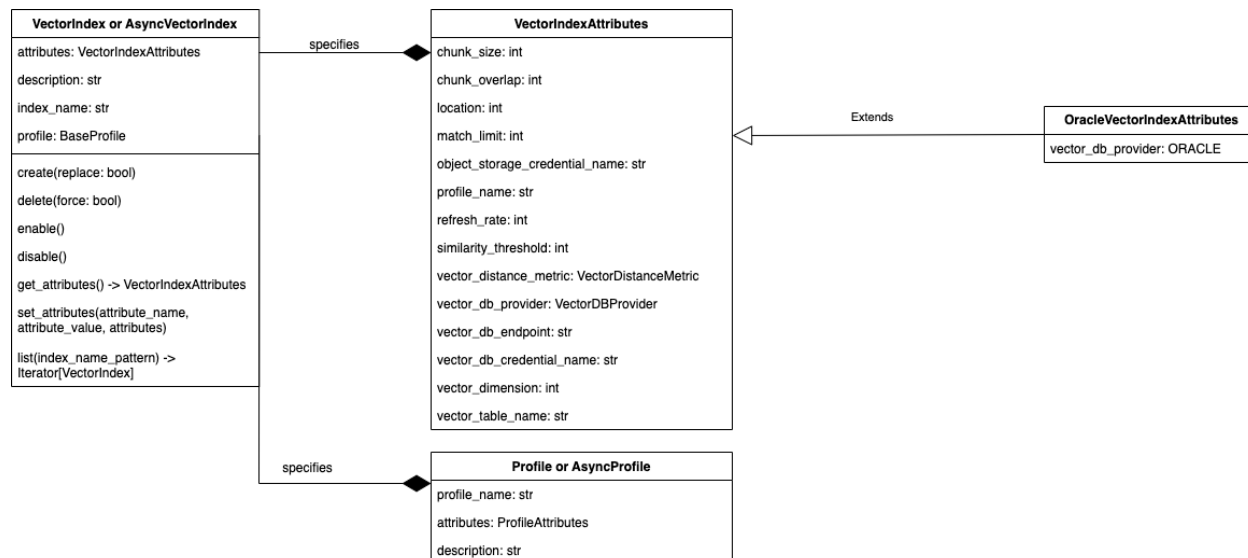 VectorIndex or AsyncVectorIndex
attributes: VectorIndexAttributes
description: str
index_name: str
profile: BaseProfile
create(replace: bool)
delete(force: bool)
enable()
disable()
get_attributes() -> VectorIndexAttributes
set_attributes(attribute_name,
attribute_value, attributes)
list(index_name_pattern) ->
Iterator[VectorIndex]
specifies
VectorIndexAttributes
chunk_size: int
chunk_overlap: int
location: int
match_limit: int
object_storage_credential_name: str
profile_name: str
refresh_rate: int
similarity_threshold: int
vector_distance_metric: VectorDistanceMetric
vector_db_provider: VectorDBProvider
vector_db_endpoint: str
vector_db_credential_name: str
vector_dimension: int
vector_table_name: str
Extends
OracleVectorIndexAttributes
vector_db_provider: ORACLE
specifies
Profile or AsyncProfile
profile_name: str
attributes: ProfileAttributes
description: str